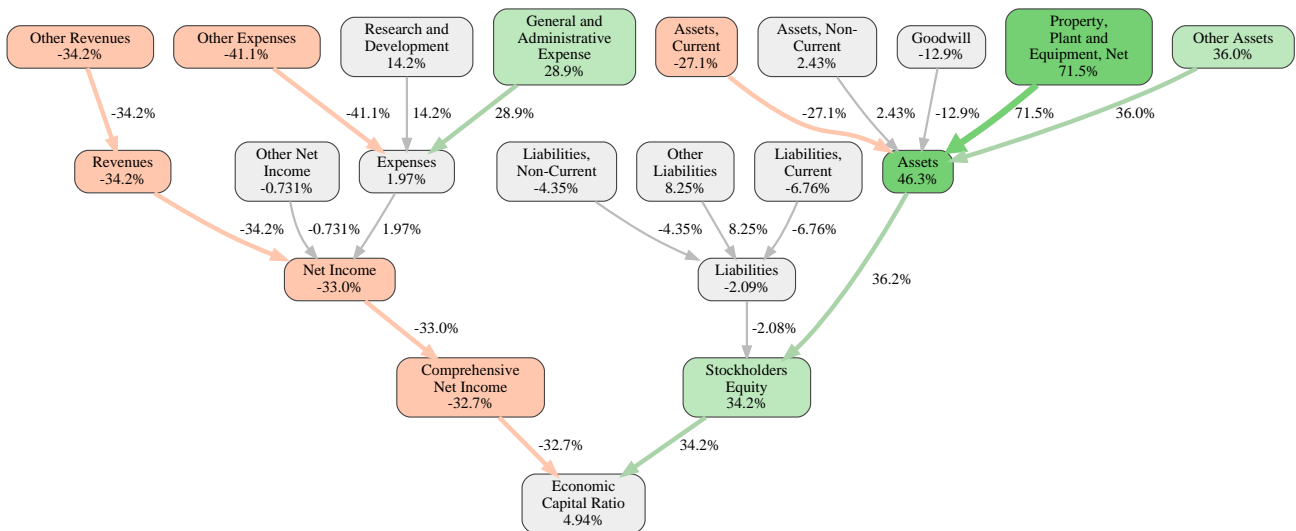 Other Revenues
-34.2%
Other Expenses
-41.1%
Research and
Development
14.2%
General and
Administrative
Expense
28.9%
Assets,
Current
-27.1%
Assets, Non-
Current
2.43%
Goodwill
-12.9%
Property,
Plant and
Equipment, Net
71.5%
Other Assets
36.0%
-34.2%
-41.1%
14.2%
28.9%
-27.1%
2.43%
-12.9%
71.5%
36.0%
Revenues
-34.2%
Other Net
Income
-0.731%
Expenses
1.97%
Liabilities,
Non-Current
-4.35%
Other
Liabilities
8.25%
Liabilities,
Current
-6.76%
Assets
46.3%
-34.2%
-0.731%
1.97%
-4.35%
8.25%
-6.76%
36.2%
Net Income
-33.0%
Liabilities
-2.09%
-33.0%
-2.08%
Comprehensive
Net Income
-32.7%
Stockholders
Equity
34.2%
-32.7%
34.2%
Economic
Capital Ratio
4.94%